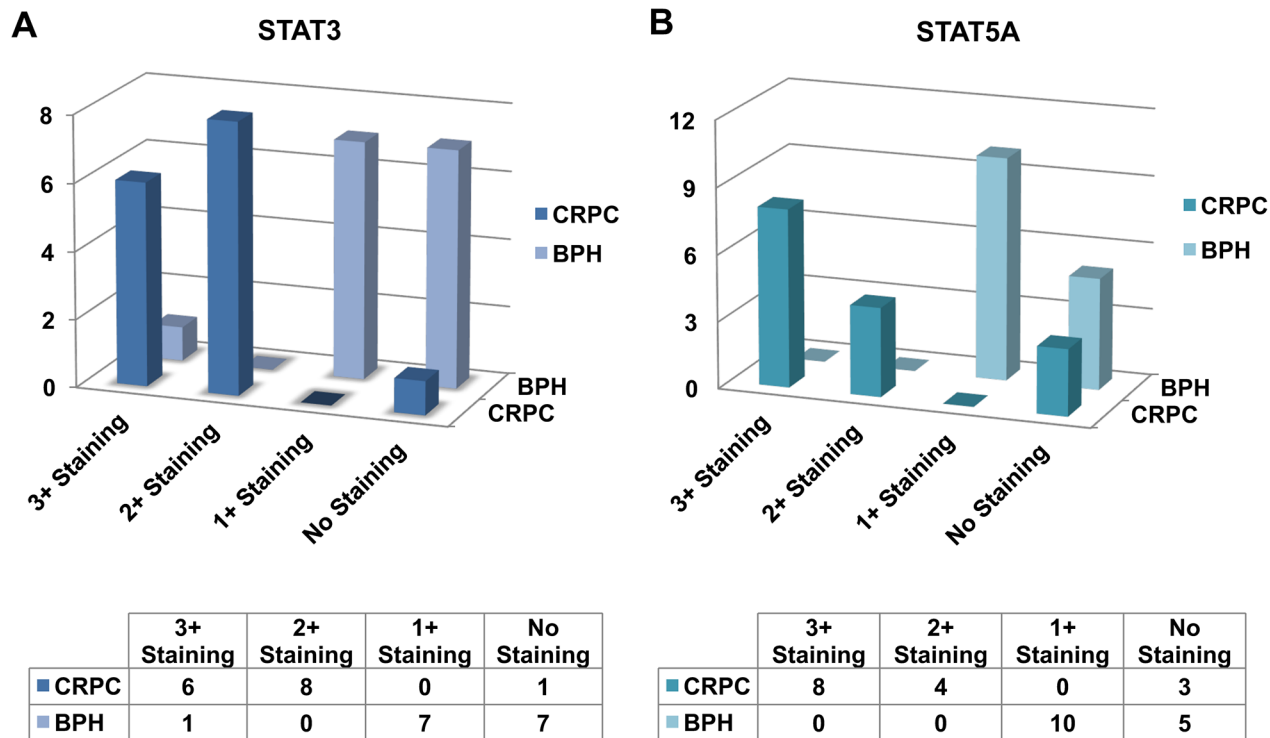 A
STAT3
8
6
4
2
0
CRPC
BPH
BPH
CRPC
3+ Staining
2+ Staining
1+ Staining
No Staining
3+ Staining
2+ Staining
1+ Staining
No Staining
CRPC 6 8 0 1
BPH 1 0 7 7
B
STAT5A
12
9
6
3
0
CRPC
BPH
BPH
CRPC
3+ Staining
2+ Staining
1+ Staining
No Staining
3+ Staining
2+ Staining
1+ Staining
No Staining
CRPC 8 4 0 3
BPH 0 0 10 5